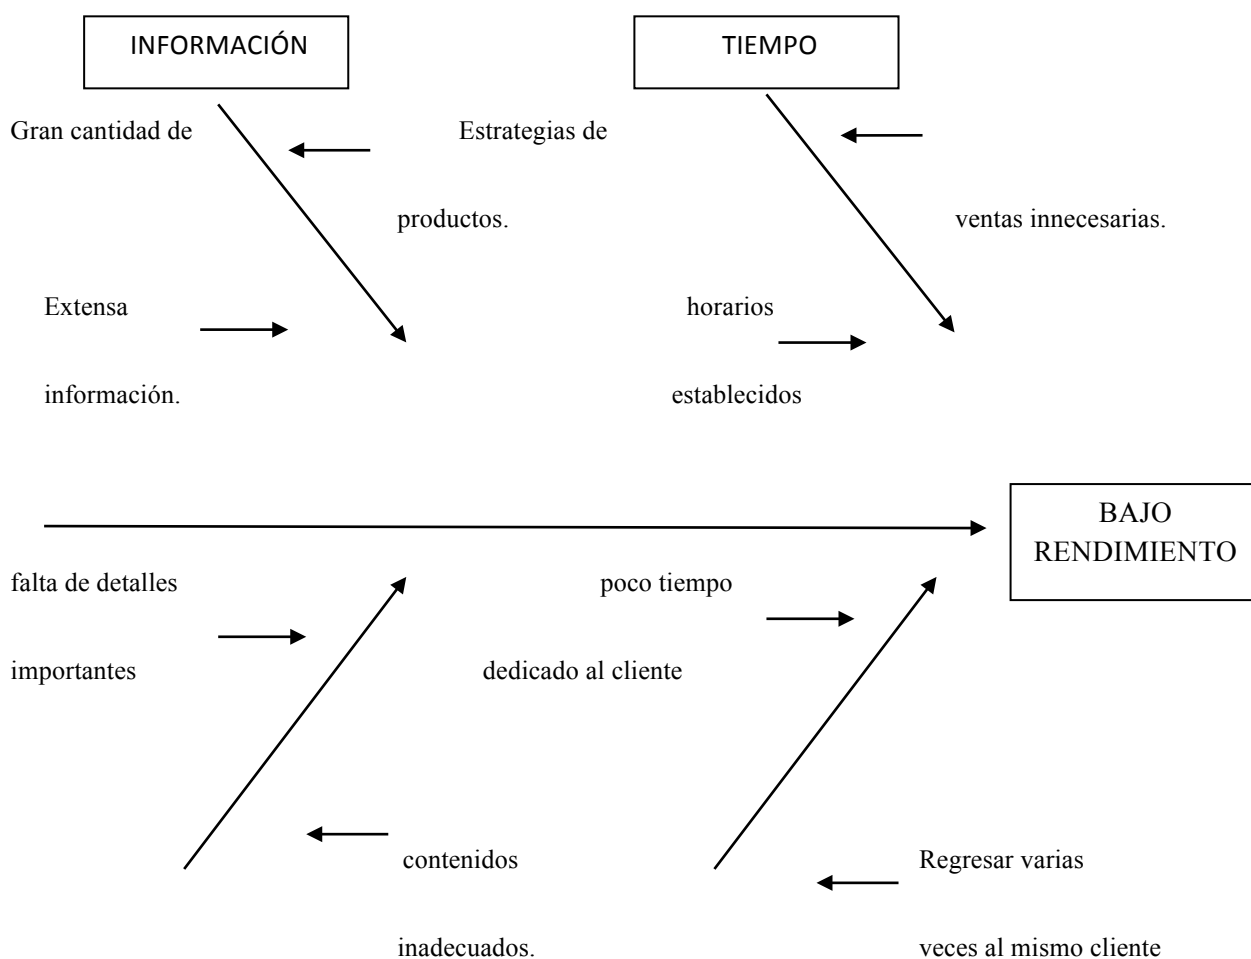 INFORMACIÓN
TIEMPO
Gran cantidad de
Estrategias de
productos.
ventas innecesarias.
Extensa
horarios
información.
establecidos
BAJO
RENDIMIENTO
falta de detalles
poco tiempo
importantes
dedicado al cliente
contenidos
Regresar varias
inadecuados.
veces al mismo cliente